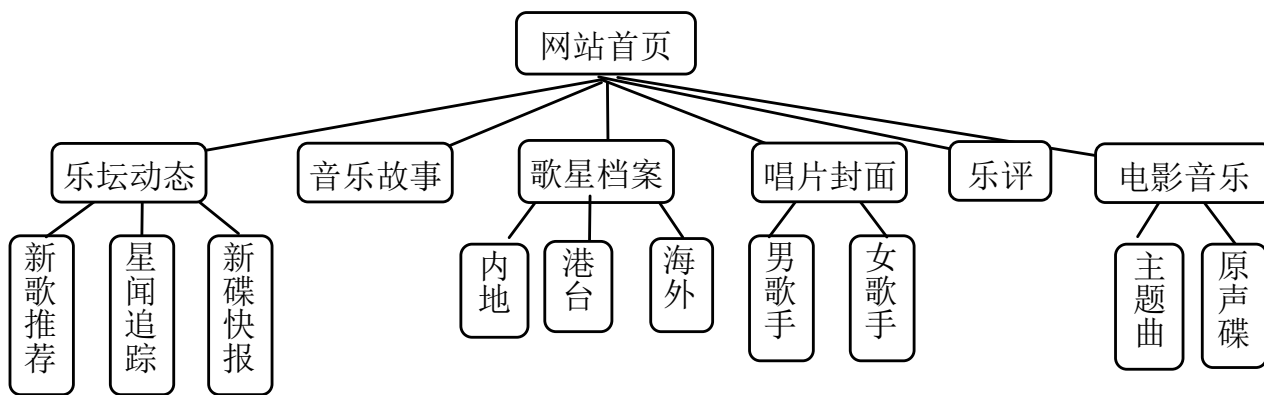 网站首页
乐坛动态
音乐故事
歌星档案
唱片封面
乐评
电影音乐
新歌推荐
星闻追踪
新碟快报
内地
港台
海外
男歌手
女歌手
主题曲
原声碟